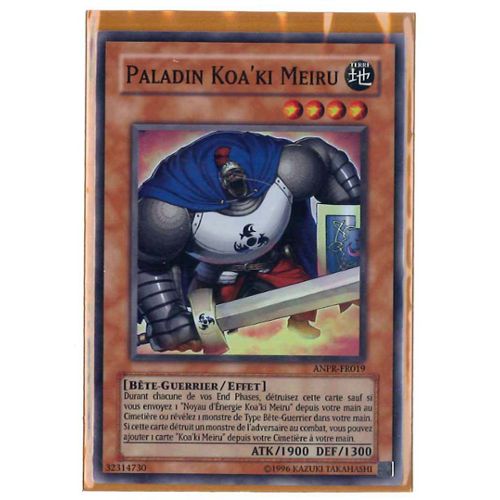 PALADIN KOA'KI MEIRU
TERRE
地
ANPR-FR019
[BÊTE-GUERRIER/EFFET]
Durant chacune de vos End Phases, détruisez cette carte sauf si
vous envoyez 1 "Noyau d'Énergie Koa'ki Meiru" depuis votre main au
Cimetière ou révélez 1 monstre de Type Bête-Guerrier dans votre main.
Si cette carte détruit un monstre de l'adversaire au combat, vous pouvez
ajouter 1 carte "Koa'ki Meiru" depuis votre Cimetière à votre main.
ATK/1900 DEF/1300
32314730
©1996 KAZUKI TAKAHASHI